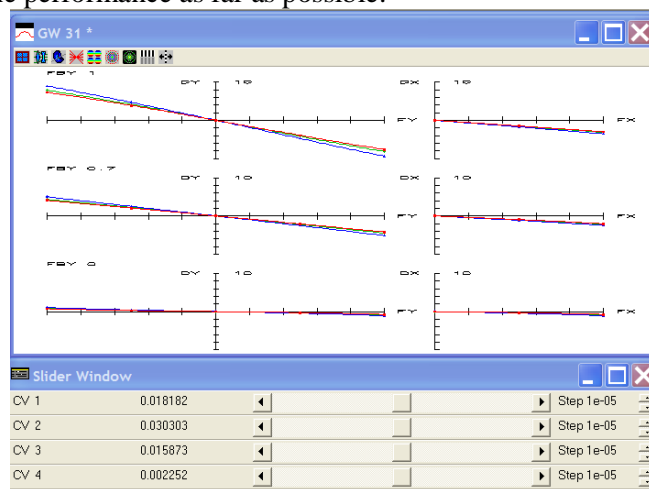 e performance as far as possible.
GW 31 *
FBY 1
DY 10 DX 10
FY FX
FBY 0.7
DY 10 DX 10
FY FX
FBY 0
DY 10 DX 10
FY FX
Slider Window
CV 1 0.018182 Step 1e-05
CV 2 0.030303 Step 1e-05
CV 3 0.015873 Step 1e-05
CV 4 0.002252 Step 1e-05